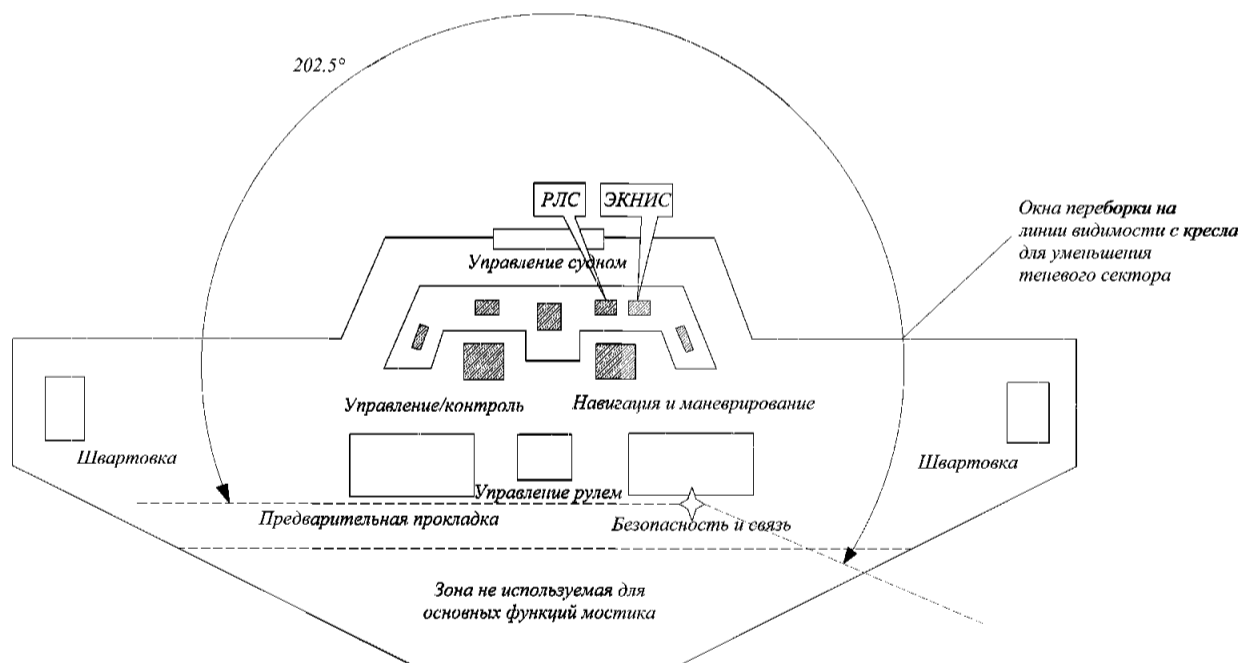 202.5°
РЛС
ЭКНИС
Окна переборки на
линии видимости с кресла
для уменьшения
теневого сектора
Управление судном
Управление/контроль
Навигация и маневрирование
Швартовка
Швартовка
Управление рулем
Предварительная прокладка
Безопасность и связь
Зона не используемая для
основных функций мостика